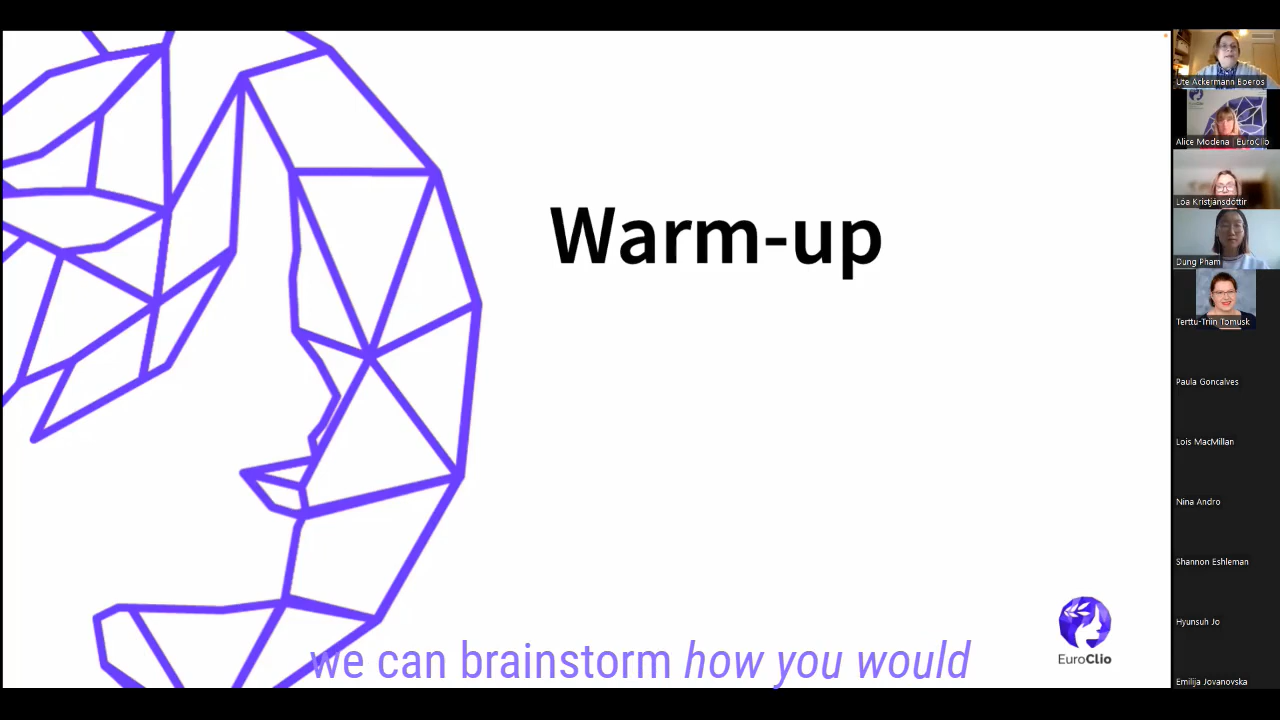 Warm-up
we can brainstorm how you would
EuroClio
Ute Ackermann Boeros
Alice Modena | EuroClio
Lóa Kristjánsdóttir
Dung Pham
Terttu-Triin Tomusk
Paula Goncalves
Lois MacMillan
Nina Andro
Shannon Eshleman
Hyunsuh Jo
Emilija Jovanovska